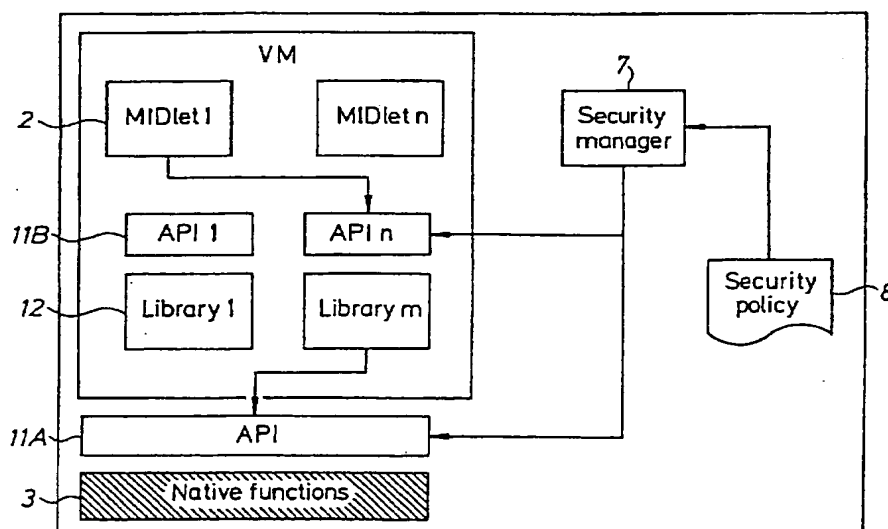 VM
7
2
MIDlet 1
MIDlet n
Security
manager
11B
API 1
API n
12
Library 1
Library m
Security
policy
8
11A
API
3
Native functions